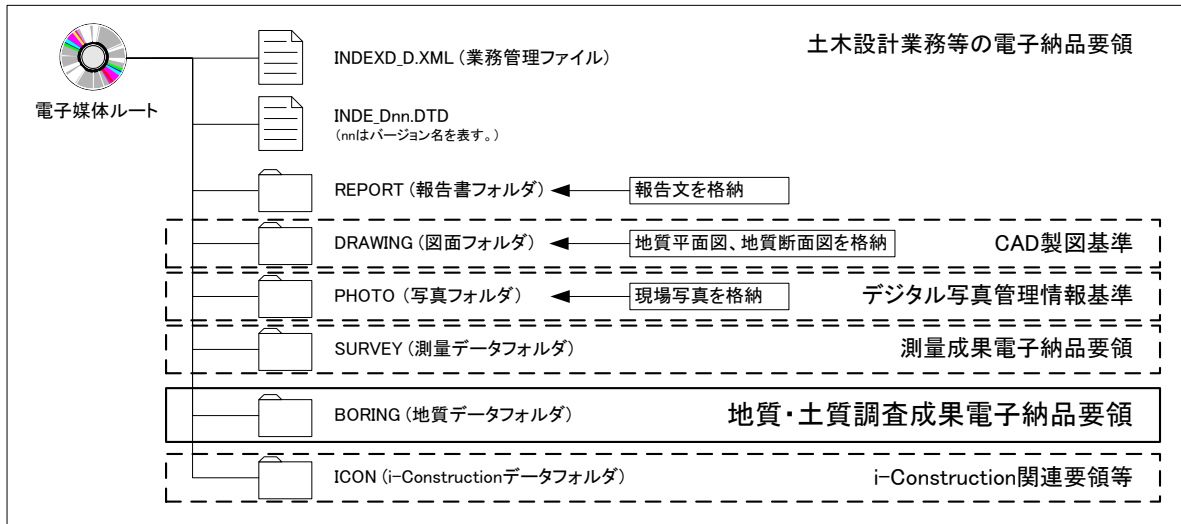 土木設計業務等の電子納品要領
INDEXD_D.XML (業務管理ファイル)
電子媒体ルート
INDE_Dnn.DTD
(nnはバージョン名を表す。)
REPORT (報告書フォルダ)
報告文を格納
DRAWING (図面フォルダ)
地質平面図、地質断面図を格納
CAD製図基準
PHOTO (写真フォルダ)
現場写真を格納
デジタル写真管理情報基準
SURVEY (測量データフォルダ)
測量成果電子納品要領
BORING (地質データフォルダ)
地質・土質調査成果電子納品要領
ICON (i-Constructionデータフォルダ)
i-Construction関連要領等